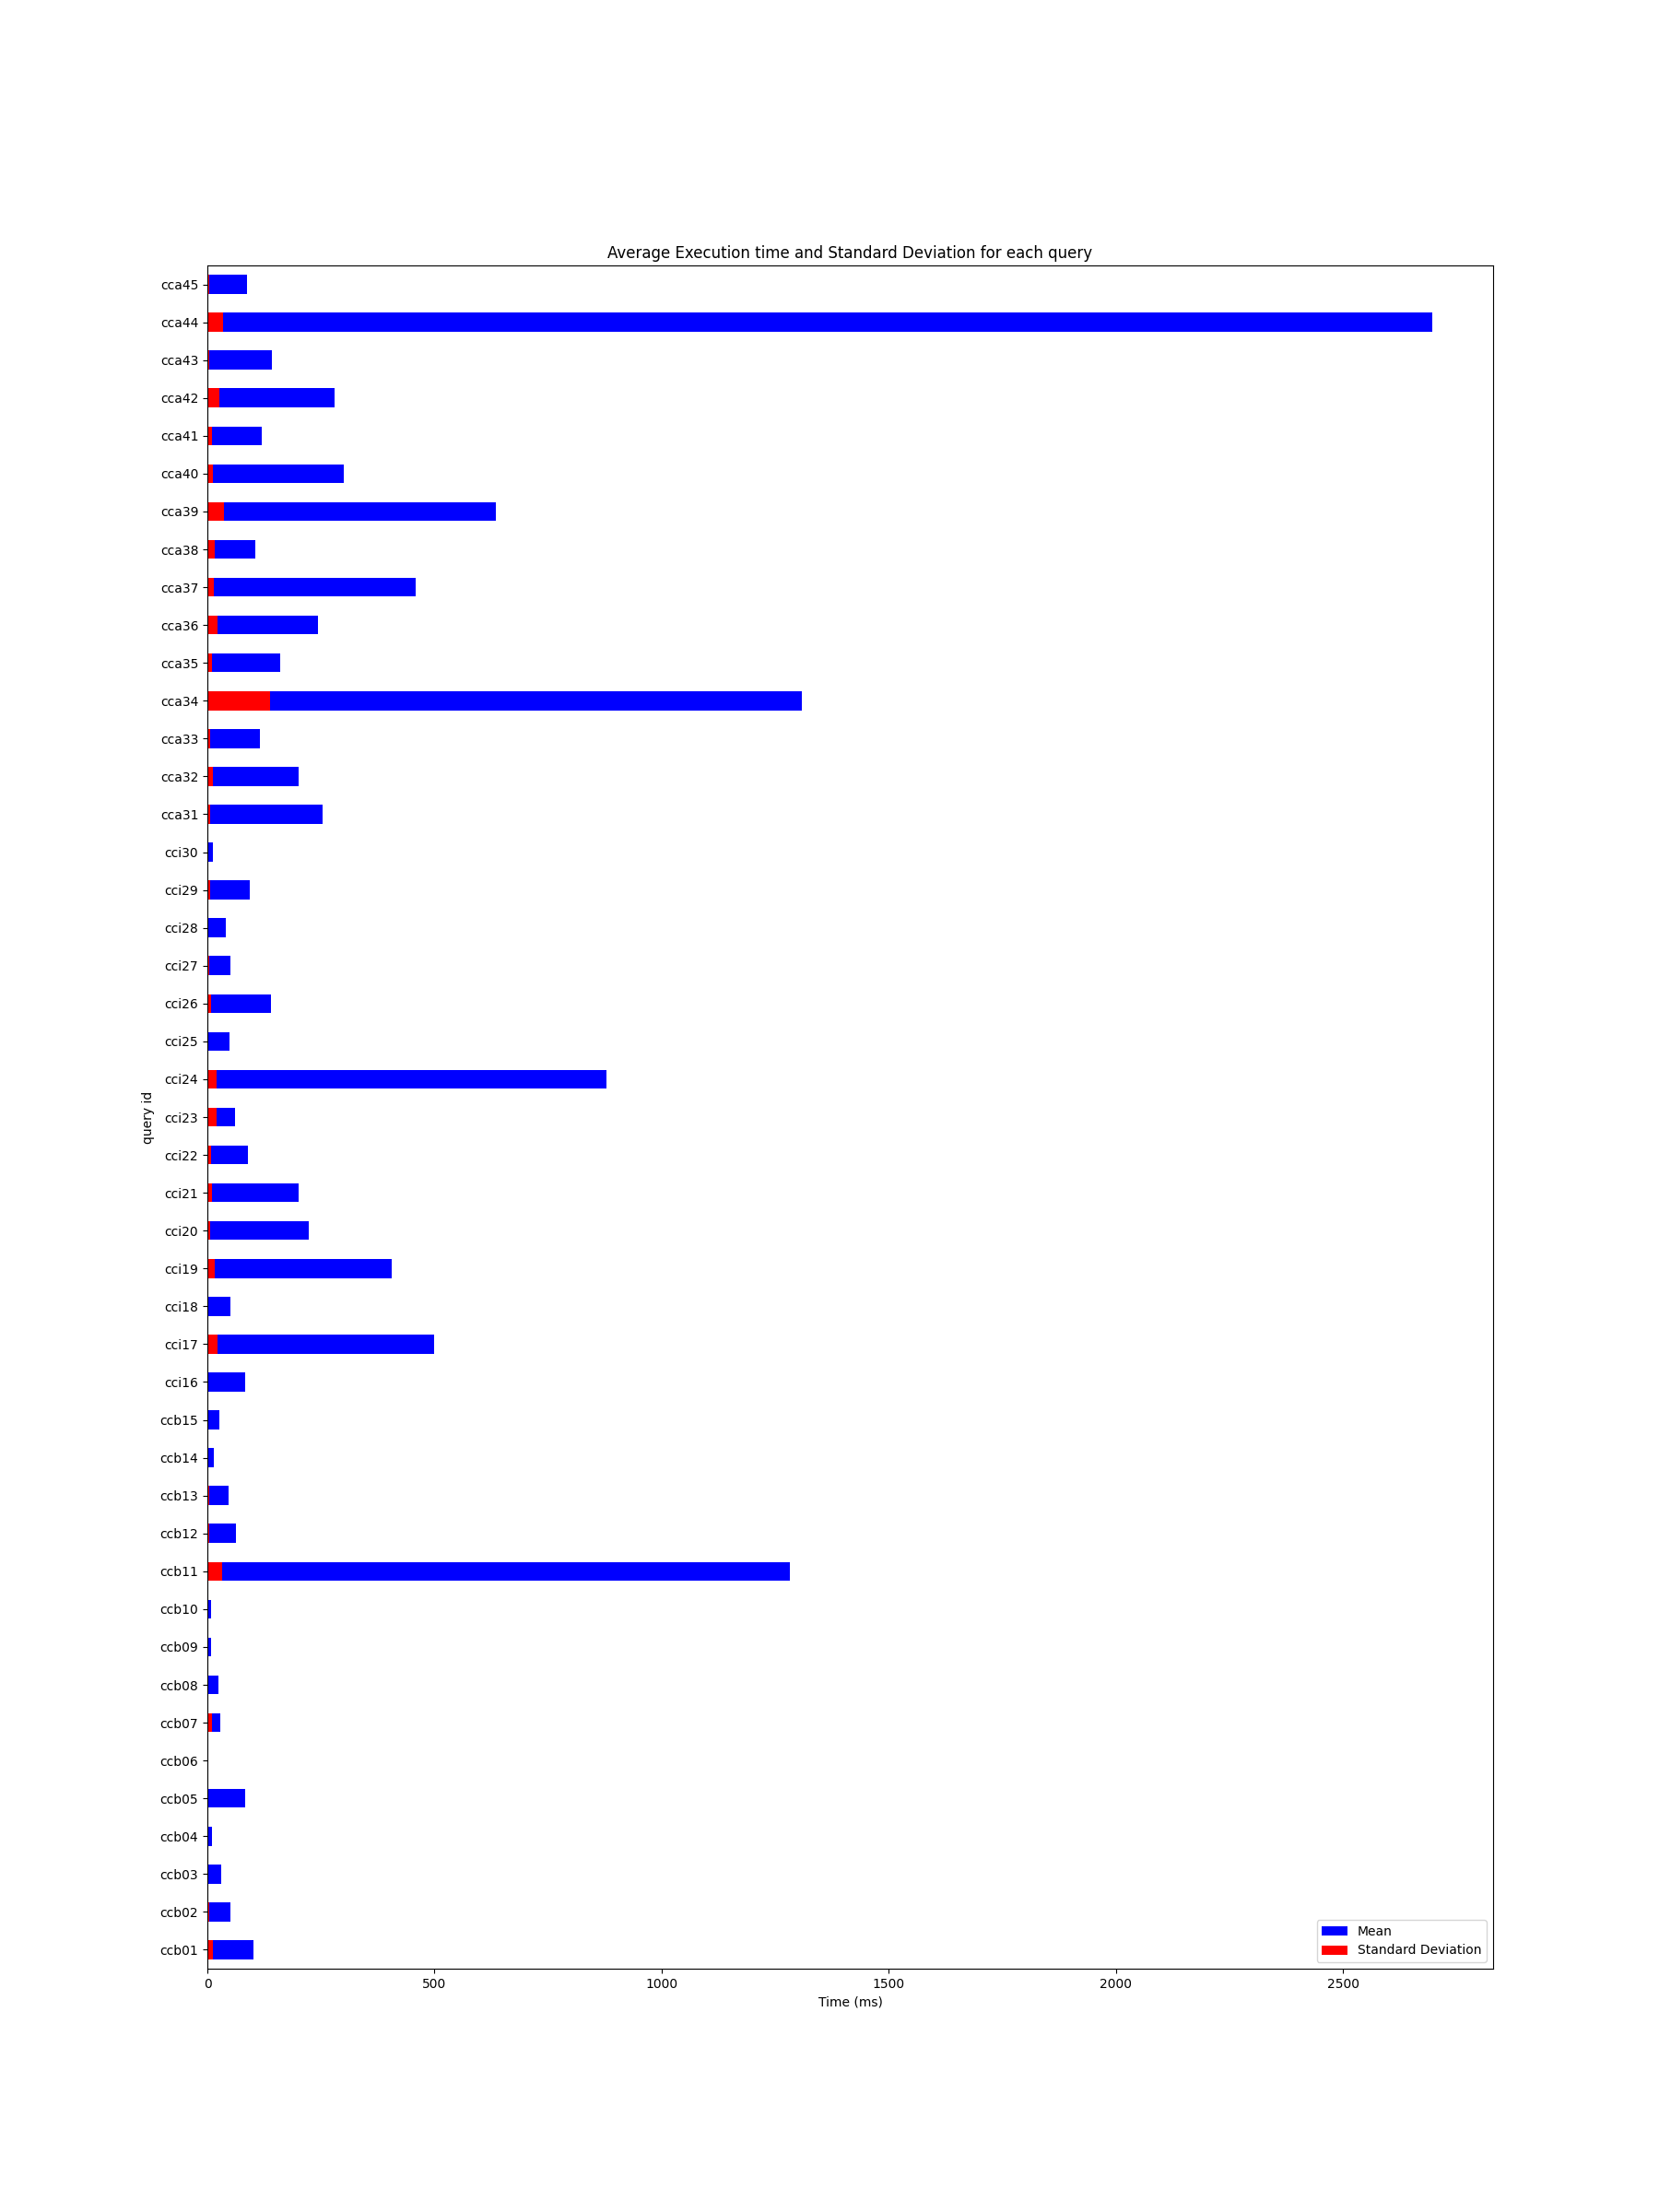 Average Execution time and Standard Deviation for each query
cca45
cca44
cca43
cca42
cca41
cca40
cca39
cca38
cca37
cca36
cca35
cca34
cca33
cca32
cca31
cci30
cci29
cci28
cci27
cci26
cci25
cci24
cci23
cci22
cci21
cci20
cci19
cci18
cci17
cci16
ccb15
ccb14
ccb13
ccb12
ccb11
ccb10
ccb09
ccb08
ccb07
ccb06
ccb05
ccb04
ccb03
ccb02
ccb01
query id
Mean
Standard Deviation
0 500 1000 1500 2000 2500
Time (ms)